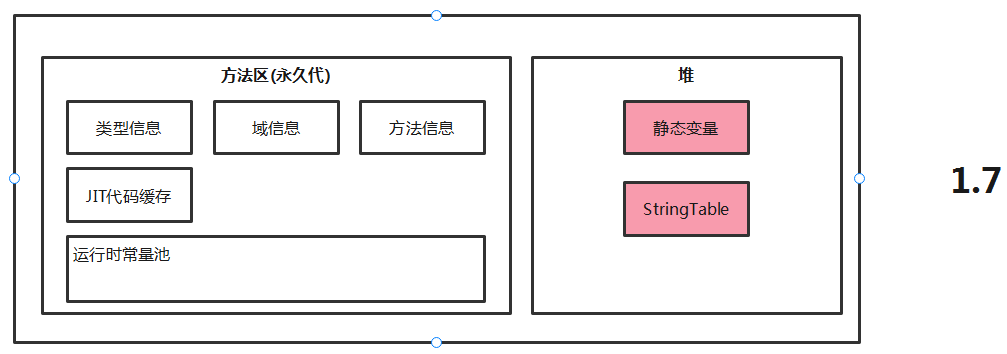 方法区(永久代)
类型信息
域信息
方法信息
JIT代码缓存
运行时常量池
堆
静态变量
StringTable
1.7